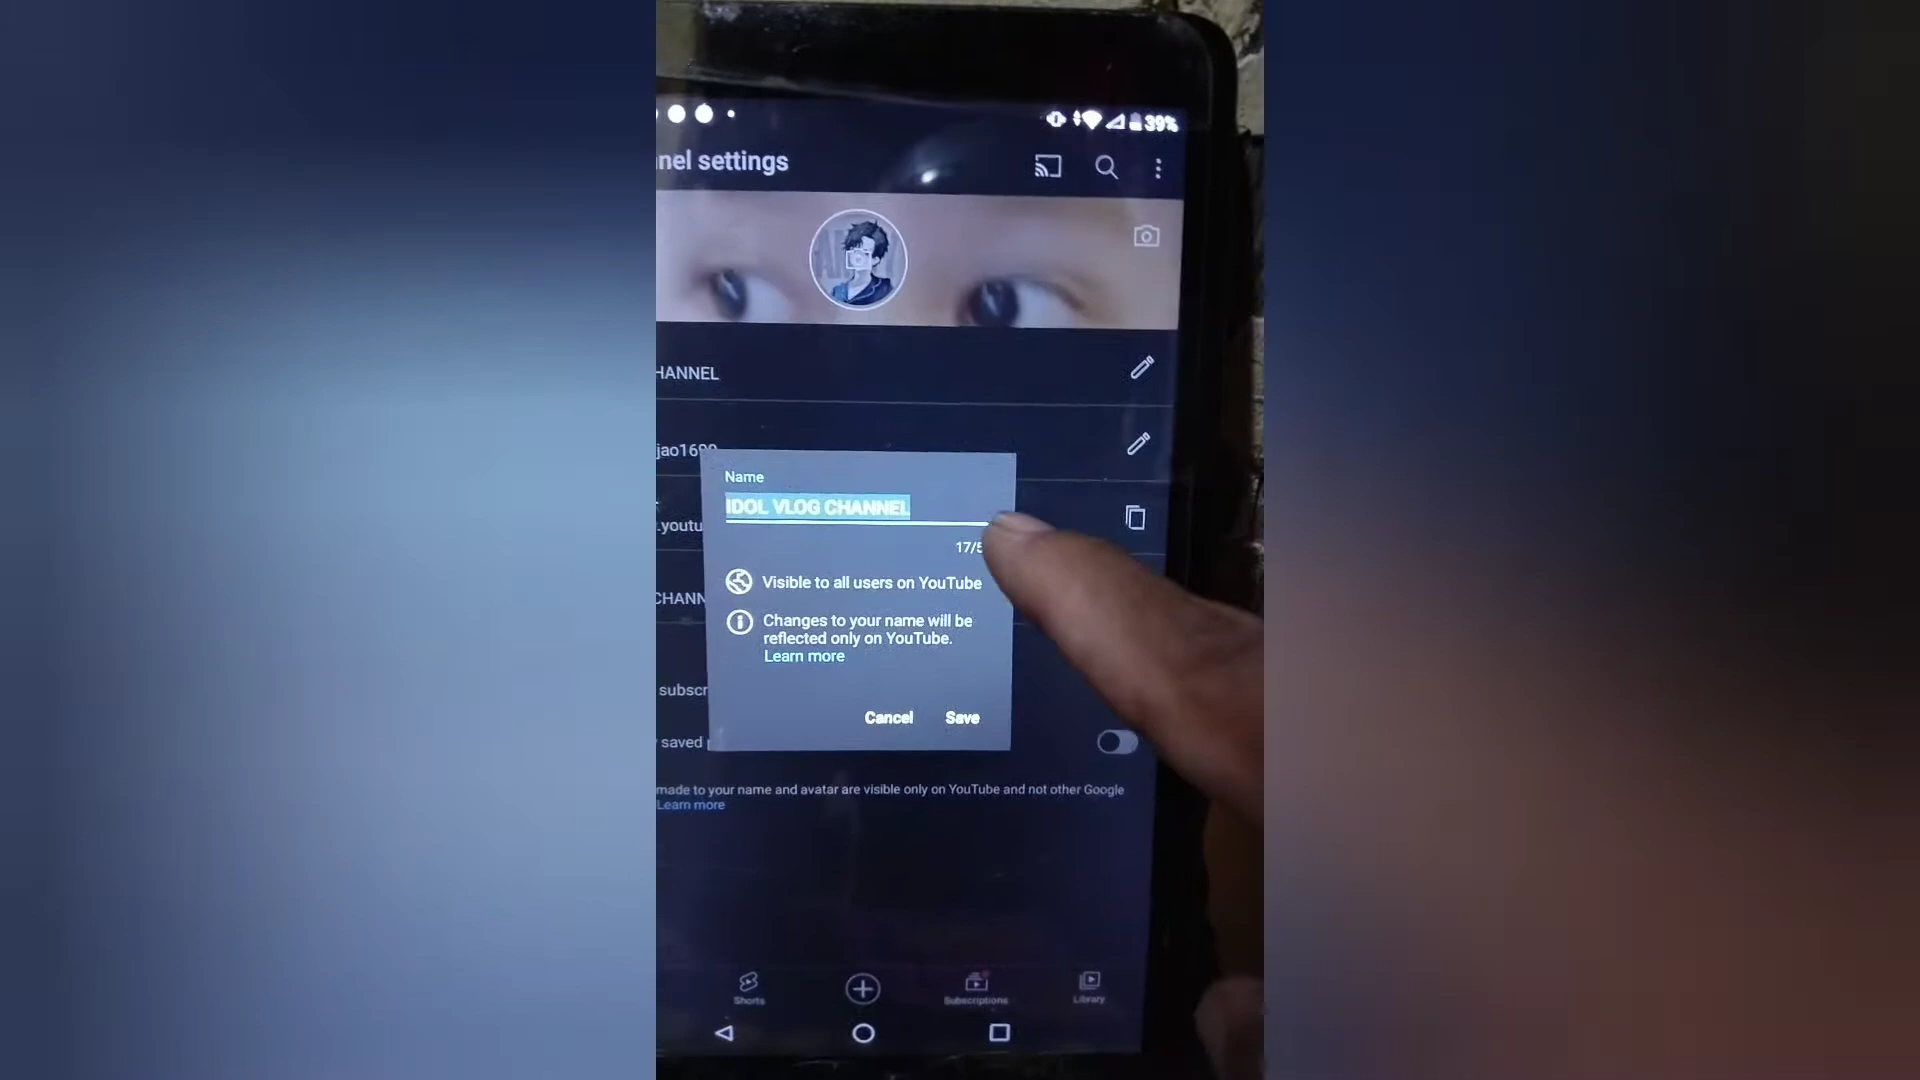 39%
nel settings
HANNEL
jao1699
Name
IDOL VLOG CHANNEL
.youtu
17/5
Visible to all users on YouTube
CHANN
Changes to your name will be
reflected only on YouTube.
Learn more
subscr
Cancel Save
saved
made to your name and avatar are visible only on YouTube and not other Google
Learn more
Shorts
Subscriptions
Library